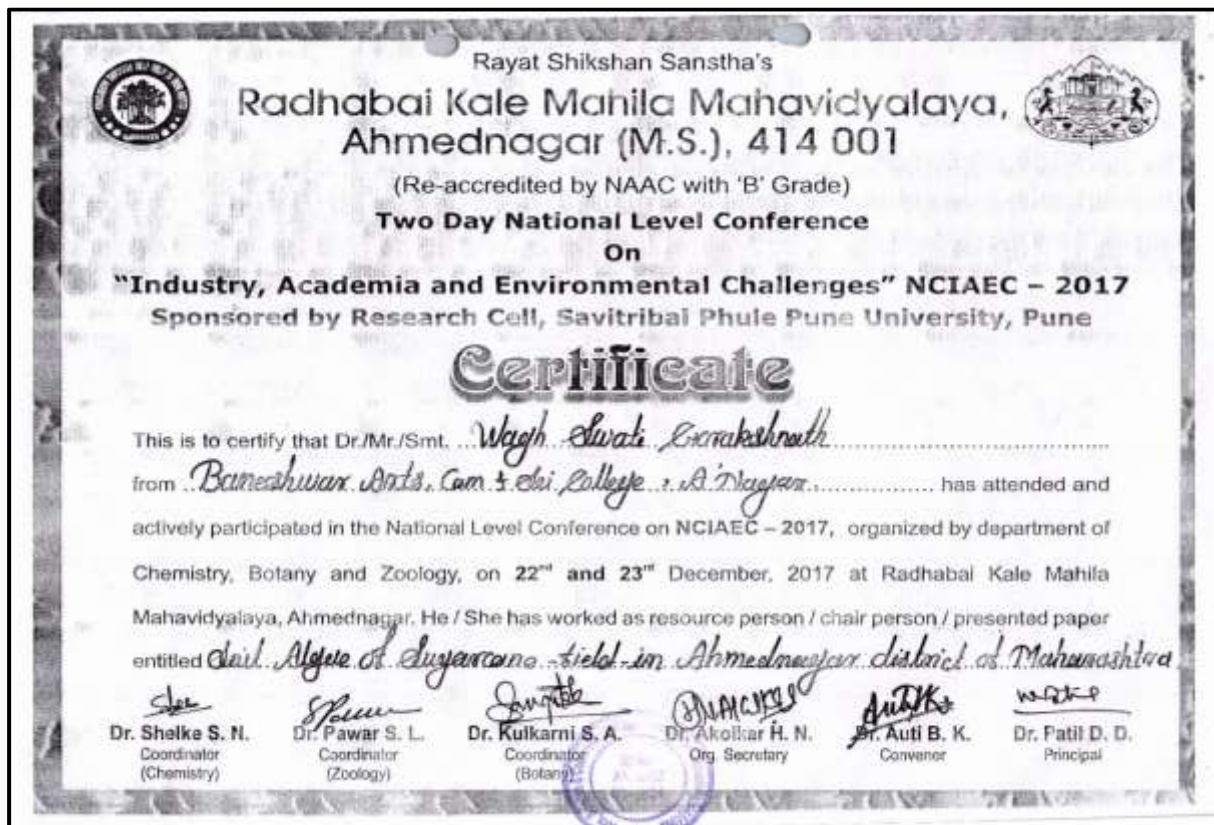 Rayat Shikshan Sanstha's
Radhabai Kale Mahila Mahavidyalaya,
Ahmednagar (M.S.), 414 001
(Re-accredited by NAAC with 'B' Grade)
Two Day National Level Conference
On
"Industry, Academia and Environmental Challenges" NCIAEC – 2017
Sponsored by Research Cell, Savitribai Phule Pune University, Pune
Certificate
This is to certify that Dr./Mr./Smt. Wagh Swati Gorakshnath
from Baneshwar Arts, Com & Sci College, A'Nagar has attended and
actively participated in the National Level Conference on NCIAEC – 2017, organized by department of
Chemistry, Botany and Zoology, on 22nd and 23rd December, 2017 at Radhabai Kale Mahila
Mahavidyalaya, Ahmednagar. He / She has worked as resource person / chair person / presented paper
entitled Soil Algae of Sugarcane field in Ahmednagar district of Maharashtra
Dr. Shelke S. N. Dr. Pawar S. L. Dr. Kulkarni S. A. Dr. Akolkar H. N. Dr. Auti B. K. Dr. Patil D. D.
Coordinator Coordinator Coordinator Org. Secretary Convener Principal
(Chemistry) (Zoology) (Botany)